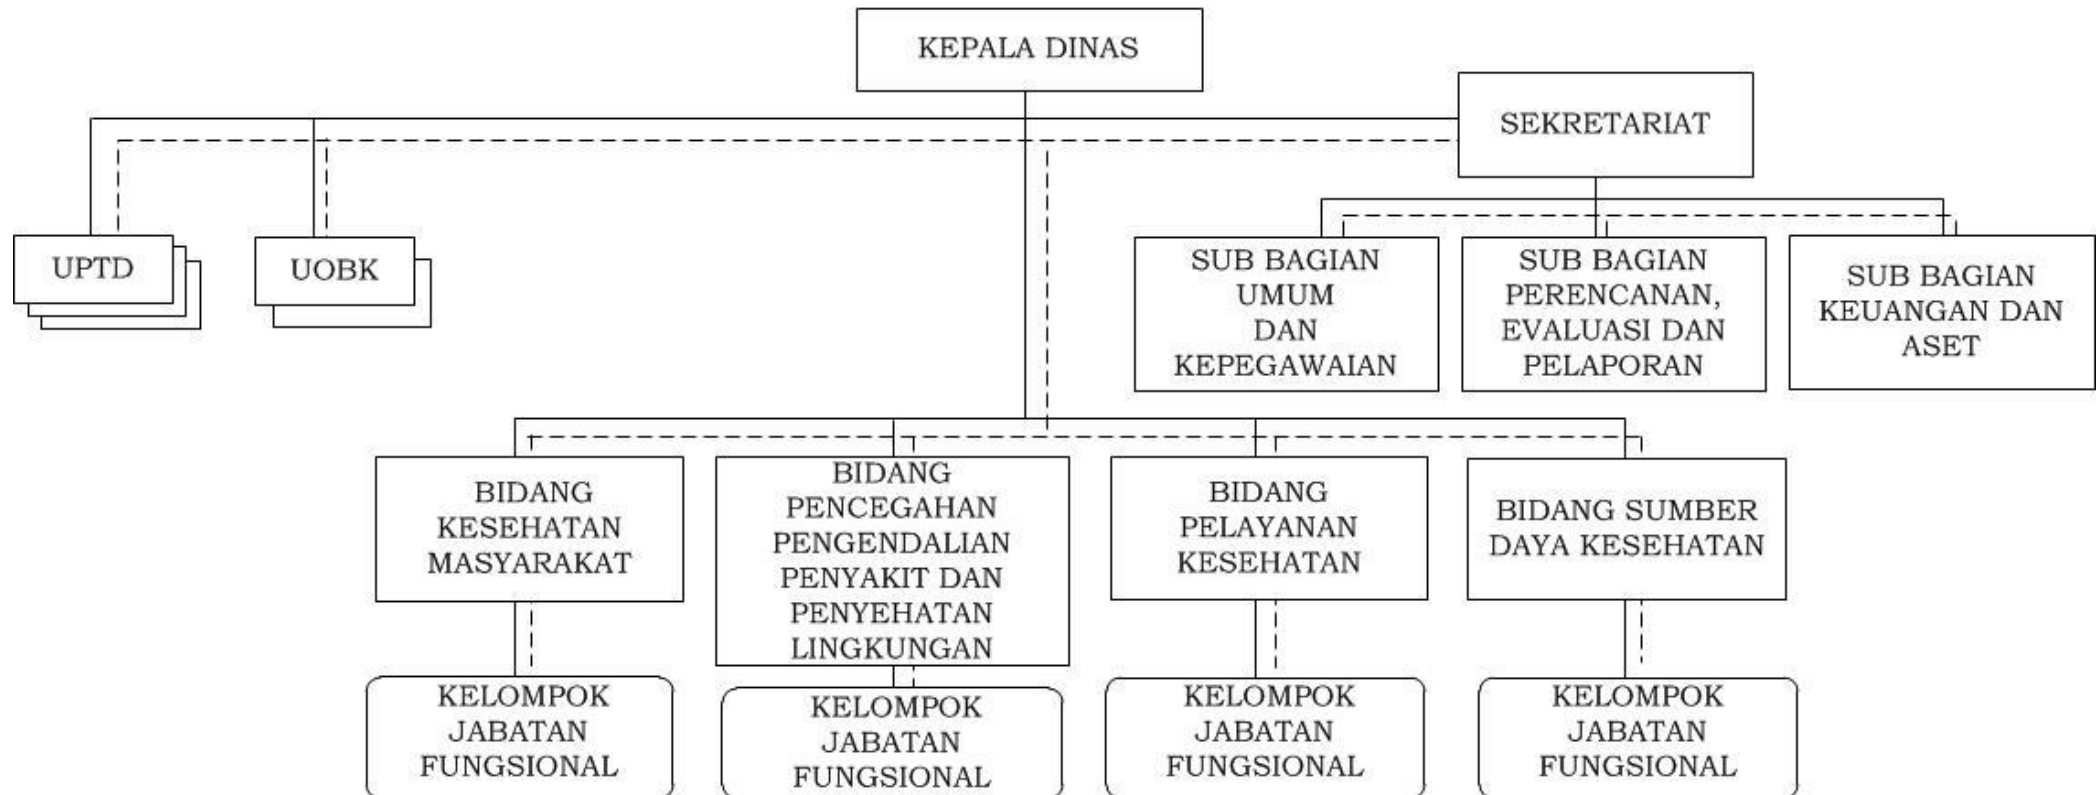 KEPALA DINAS
SEKRETARIAT
UPTD
UOBK
SUB BAGIAN
UMUM
DAN
KEPEGAWAIAN
SUB BAGIAN
PERENCANAN,
EVALUASI DAN
PELAPORAN
SUB BAGIAN
KEUANGAN DAN
ASET
BIDANG
KESEHATAN
MASYARAKAT
BIDANG
PENCEGAHAN
PENGENDALIAN
PENYAKIT DAN
PENYEHATAN
LINGKUNGAN
BIDANG
PELAYANAN
KESEHATAN
BIDANG SUMBER
DAYA KESEHATAN
KELOMPOK
JABATAN
FUNGSIONAL
KELOMPOK
JABATAN
FUNGSIONAL
KELOMPOK
JABATAN
FUNGSIONAL
KELOMPOK
JABATAN
FUNGSIONAL